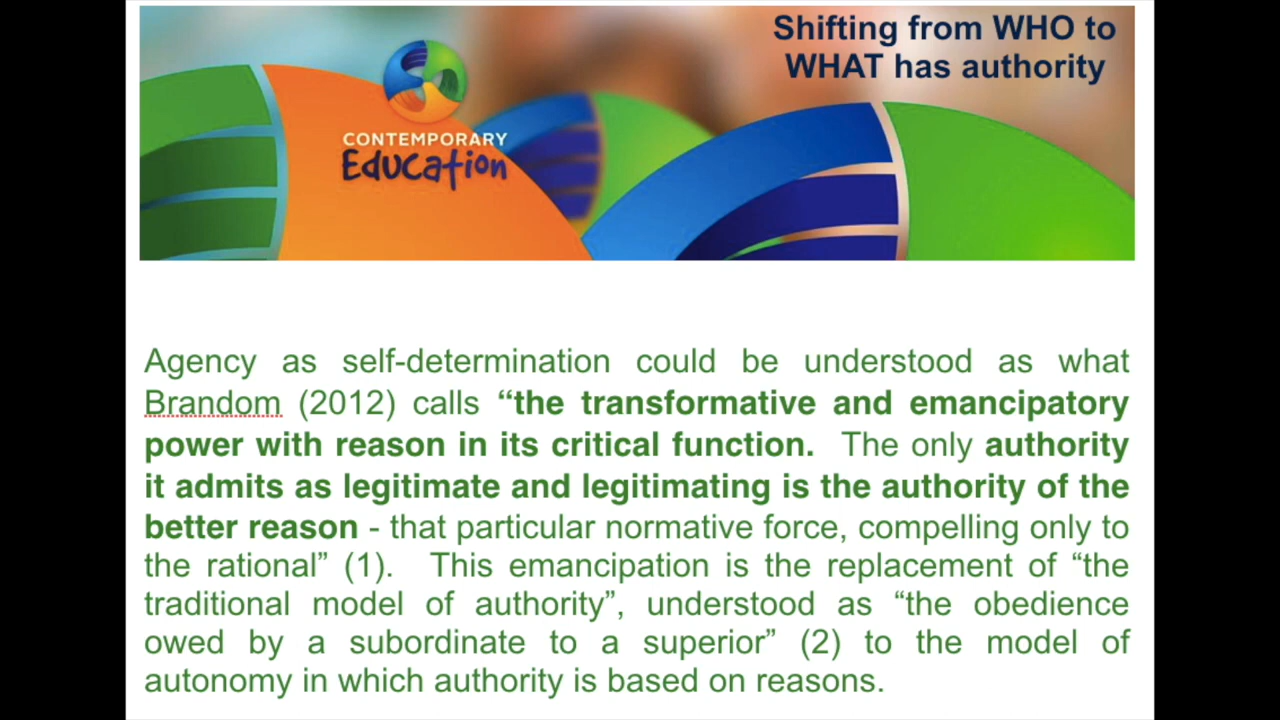 Shifting from WHO to
WHAT has authority
CONTEMPORARY
Education
Agency as self-determination could be understood as what
Brandom (2012) calls “the transformative and emancipatory
power with reason in its critical function. The only authority
it admits as legitimate and legitimating is the authority of the
better reason - that particular normative force, compelling only to
the rational” (1). This emancipation is the replacement of “the
traditional model of authority”, understood as “the obedience
owed by a subordinate to a superior” (2) to the model of
autonomy in which authority is based on reasons.